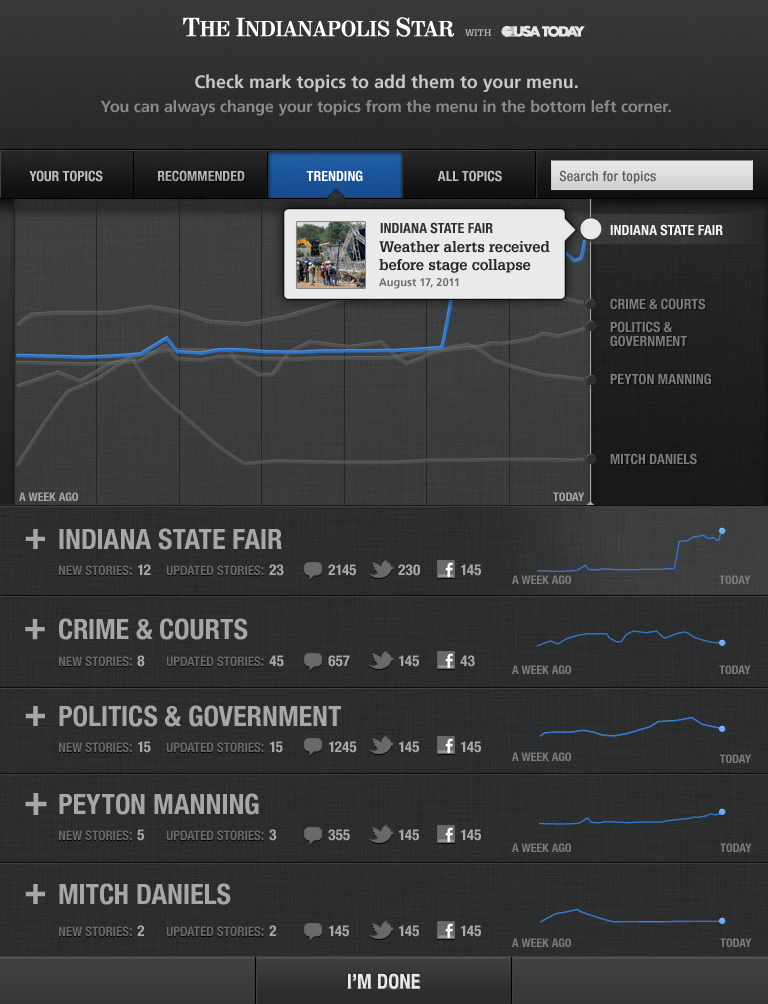 THE INDIANAPOLIS STAR WITH USA TODAY
Check mark topics to add them to your menu.
You can always change your topics from the menu in the bottom left corner.
YOUR TOPICS RECOMMENDED TRENDING ALL TOPICS Search for topics
INDIANA STATE FAIR
Weather alerts received
before stage collapse
August 17, 2011
INDIANA STATE FAIR
CRIME & COURTS
POLITICS &
GOVERNMENT
PEYTON MANNING
MITCH DANIELS
A WEEK AGO TODAY
+ INDIANA STATE FAIR
NEW STORIES: 12 UPDATED STORIES: 23 2145 230 f 145
A WEEK AGO TODAY
+ CRIME & COURTS
NEW STORIES: 8 UPDATED STORIES: 45 657 145 f 43
A WEEK AGO TODAY
+ POLITICS & GOVERNMENT
NEW STORIES: 15 UPDATED STORIES: 15 1245 145 f 145
A WEEK AGO TODAY
+ PEYTON MANNING
NEW STORIES: 5 UPDATED STORIES: 3 355 145 f 145
A WEEK AGO TODAY
+ MITCH DANIELS
NEW STORIES: 2 UPDATED STORIES: 2 145 145 f 145
A WEEK AGO TODAY
I'M DONE